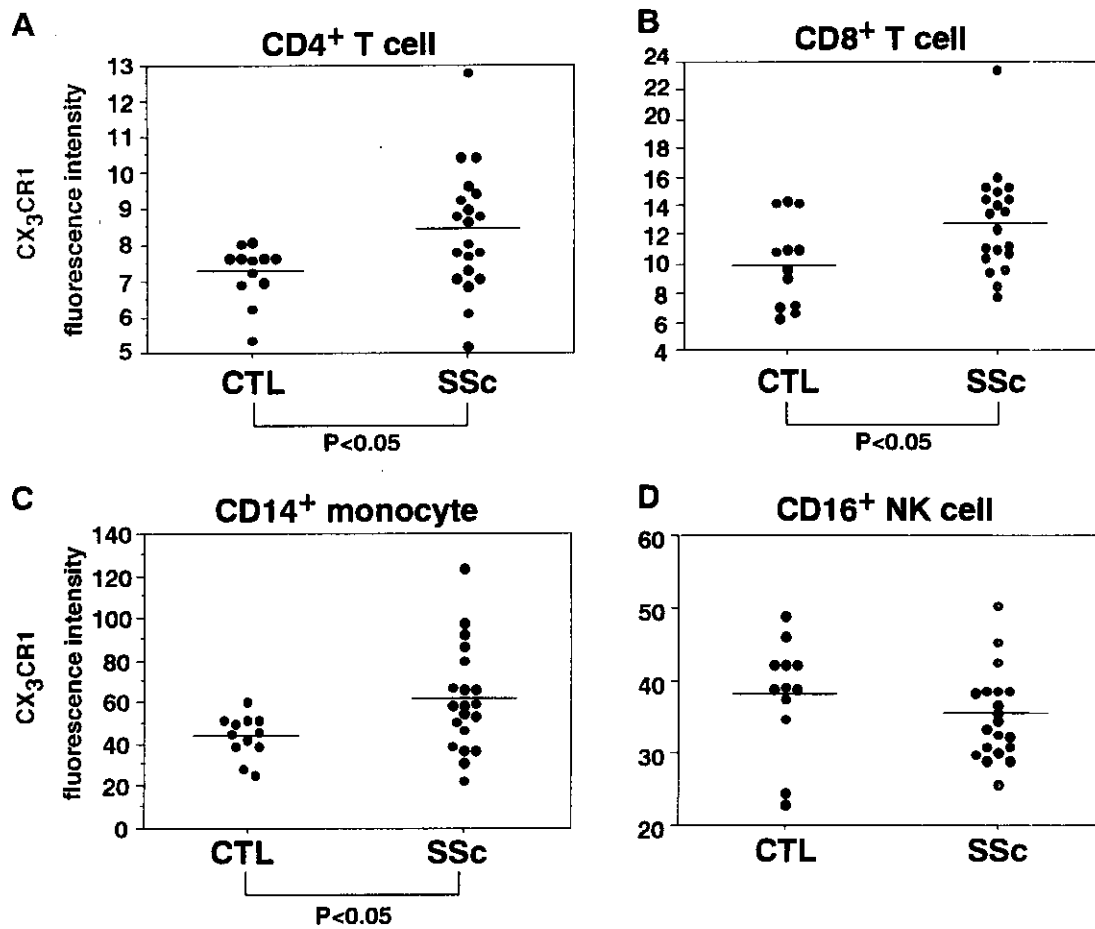 A
CD4+ T cell
CX3CR1
fluorescence intensity
13
12
11
10
9
8
7
6
5
CTL
SSc
P<0.05
B
CD8+ T cell
24
22
20
18
16
14
12
10
8
6
4
CTL
SSc
P<0.05
C
CD14+ monocyte
CX3CR1
fluorescence intensity
140
120
100
80
60
40
20
0
CTL
SSc
P<0.05
D
CD16+ NK cell
60
50
40
30
20
CTL
SSc